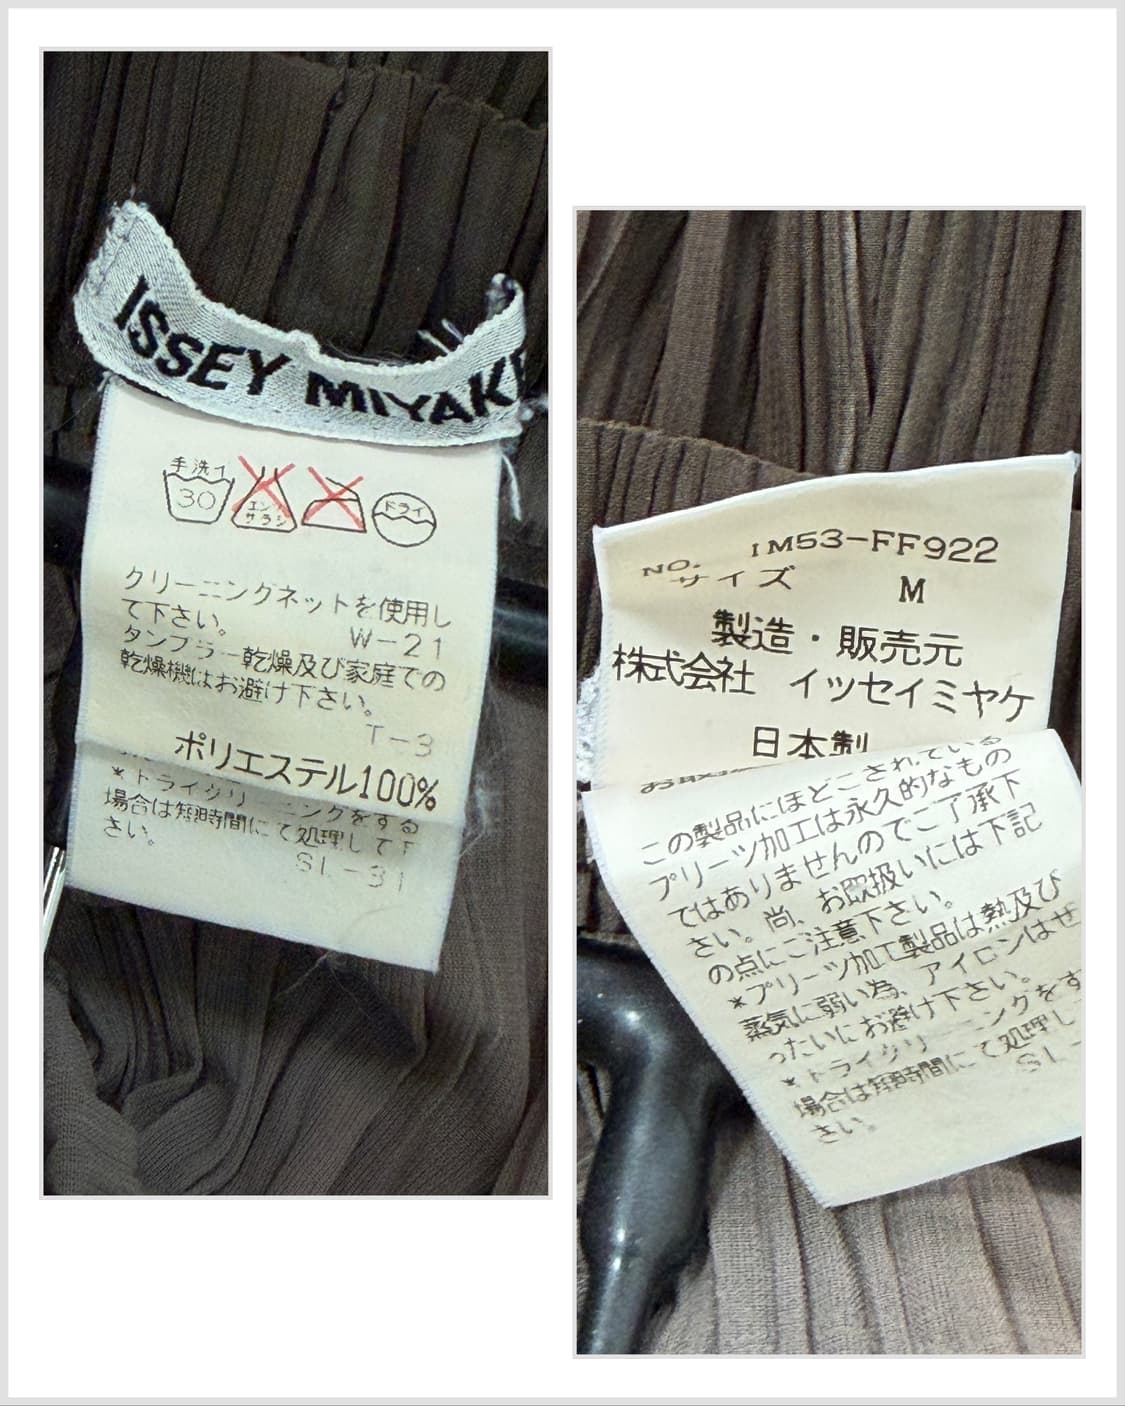 ISSEY MIYAKE
手洗イ
30
エンソ
サラシ
ドライ
クリーニングネットを使用し
て下さい。
W-21
タンブラー乾燥及び家庭での
乾燥機はお避け下さい。
T-3
ポリエステル100%
*ドライクリーニングをする
場合は短時間にて処理して下
さい。
SL-31
NO. IM53-FF922
サイズ M
製造・販売元
株式会社 イッセイミヤケ
日本製
この製品にほどこされている
プリーツ加工は永久的なもの
ではありませんのでご了承下
さい。尚、お取扱いには下記
の点にご注意下さい。
*プリーツ加工製品は熱及び
蒸気に弱い為、アイロンはぜ
ったいにお避け下さい。
*ドライクリーニングをす
場合は短時間にて処理し
さい。
SL-